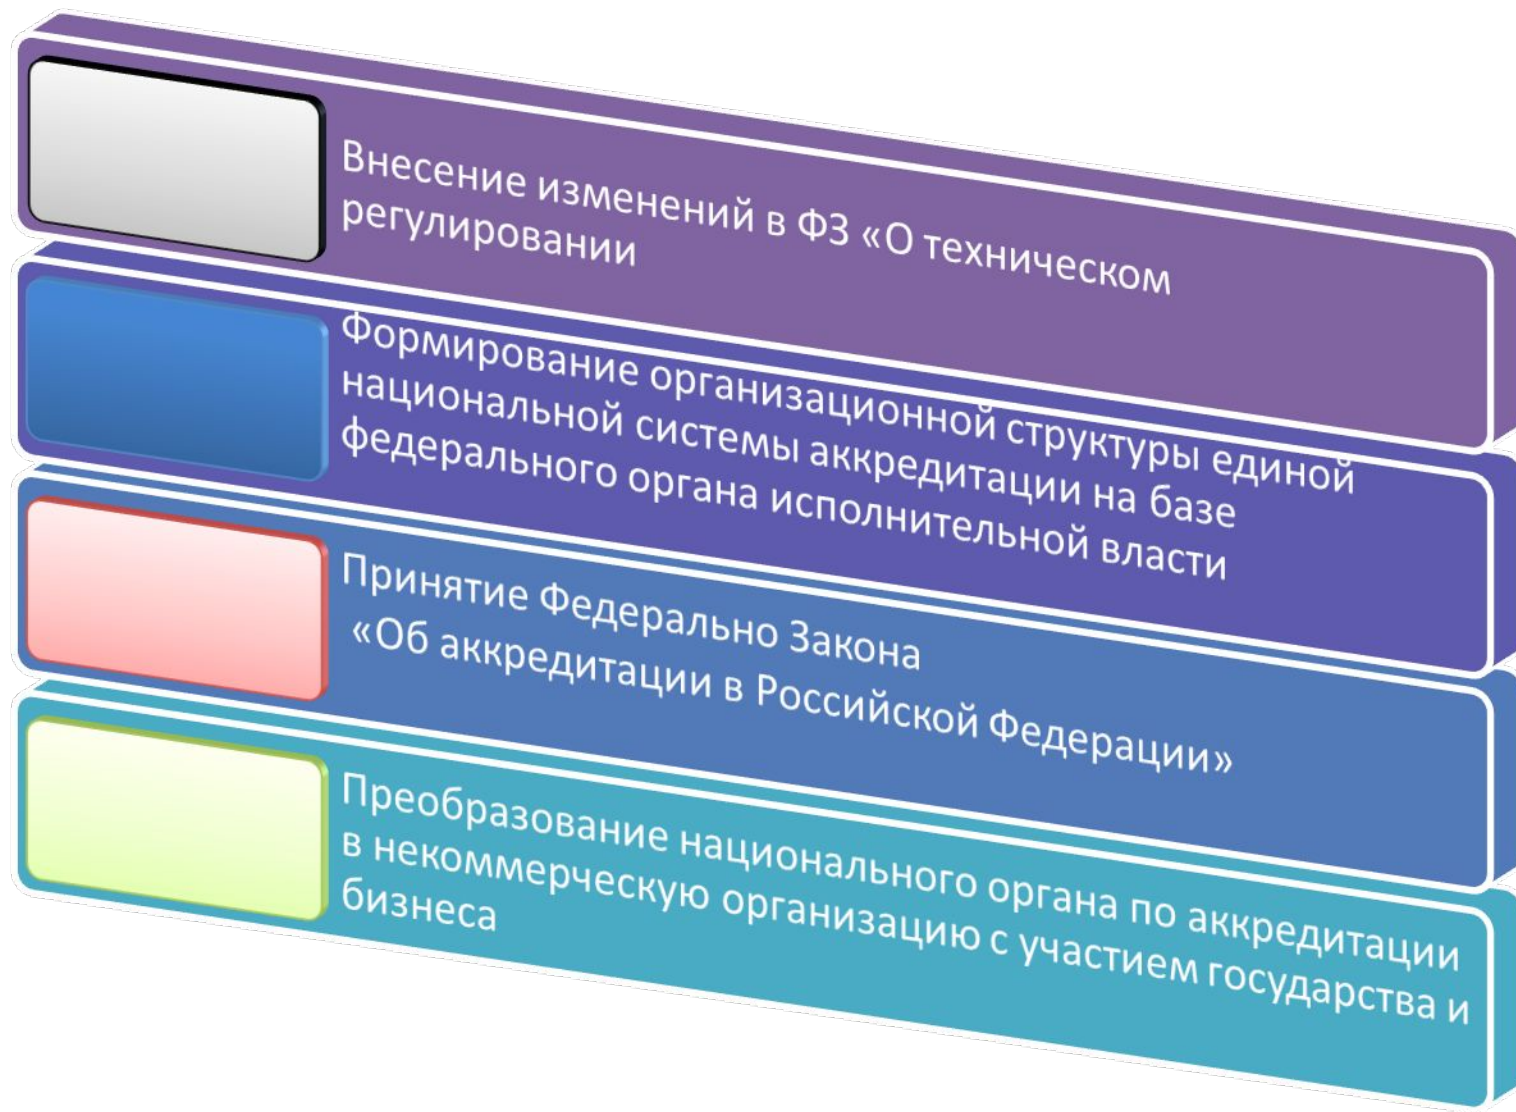 Внесение изменений в ФЗ «О техническом
регулировании
Формирование организационной структуры единой
национальной системы аккредитации на базе
федерального органа исполнительной власти
Принятие Федерально Закона
«Об аккредитации в Российской Федерации»
Преобразование национального органа по аккредитации
в некоммерческую организацию с участием государства и
бизнеса